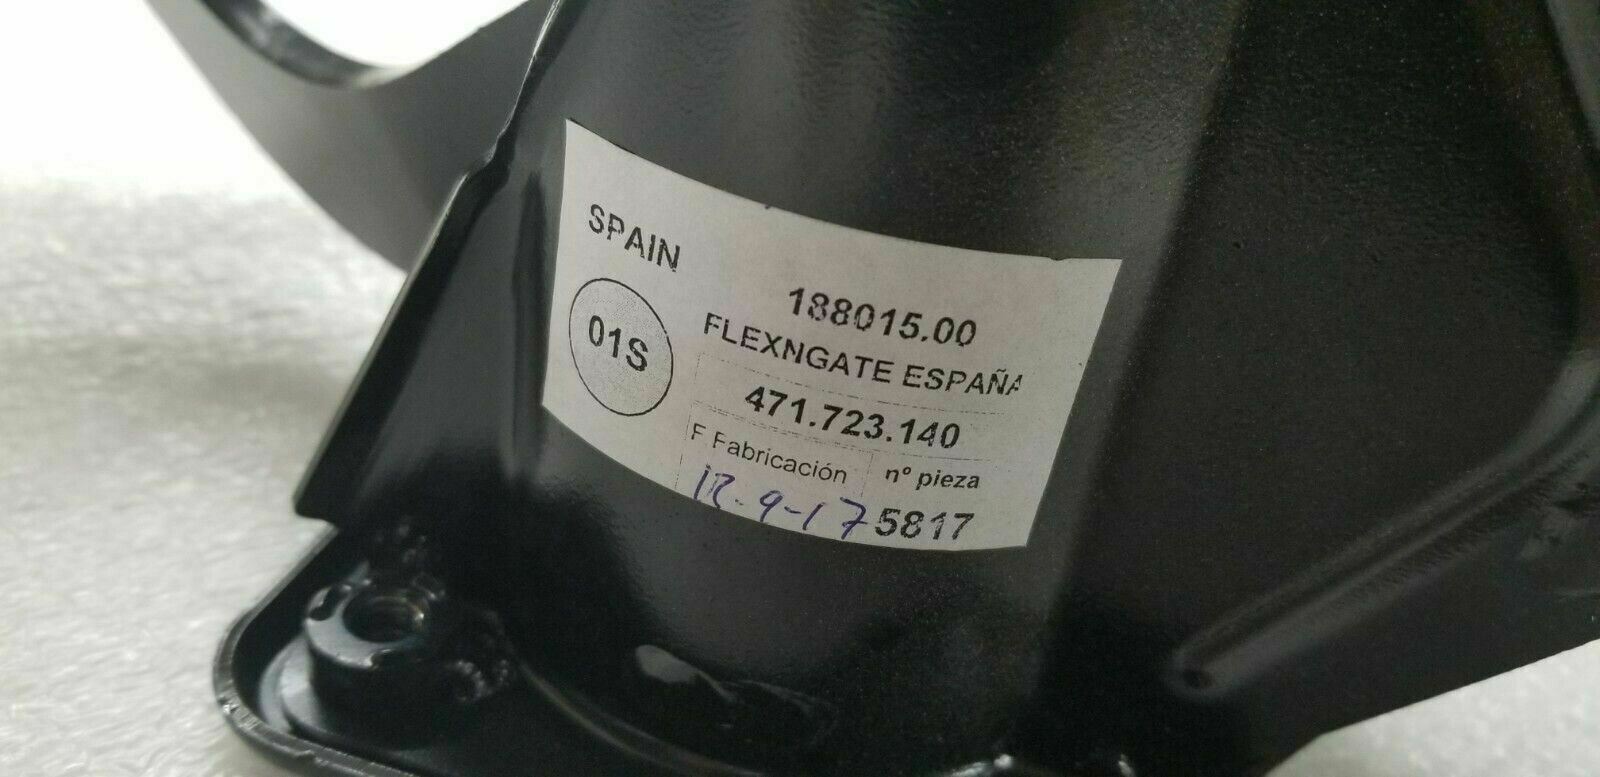 SPAIN
188015.00
01S
FLEXNGATE ESPAÑA
471.723.140
F Fabricación
nº pieza
12-9-17
5817